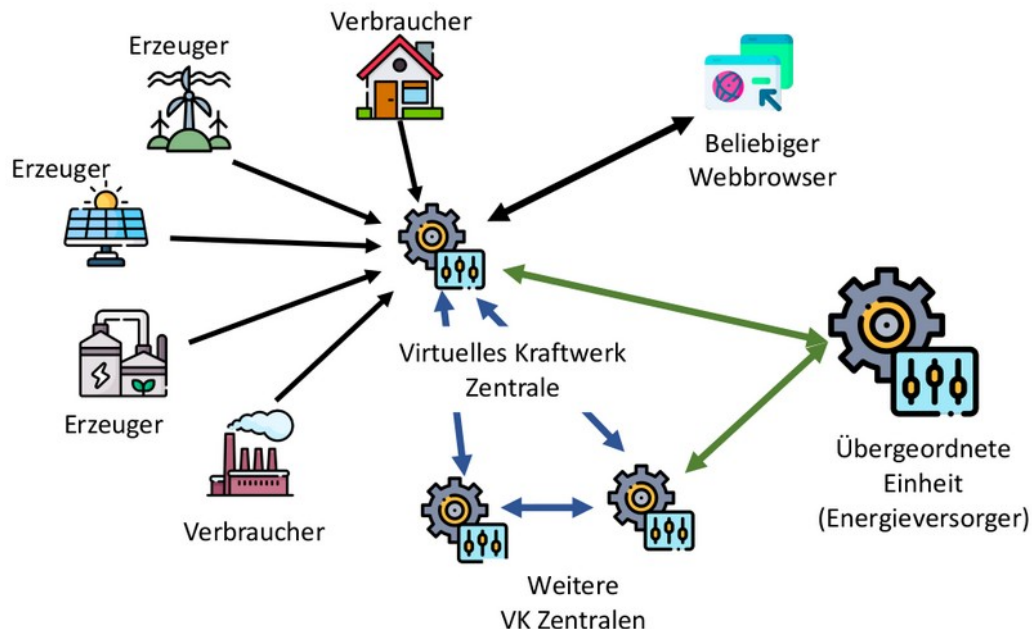 Verbraucher
Erzeuger
Erzeuger
Beliebiger
Webbrowser
Virtuelles Kraftwerk
Zentrale
Erzeuger
Verbraucher
Übergeordnete
Einheit
(Energieversorger)
Weitere
VK Zentralen